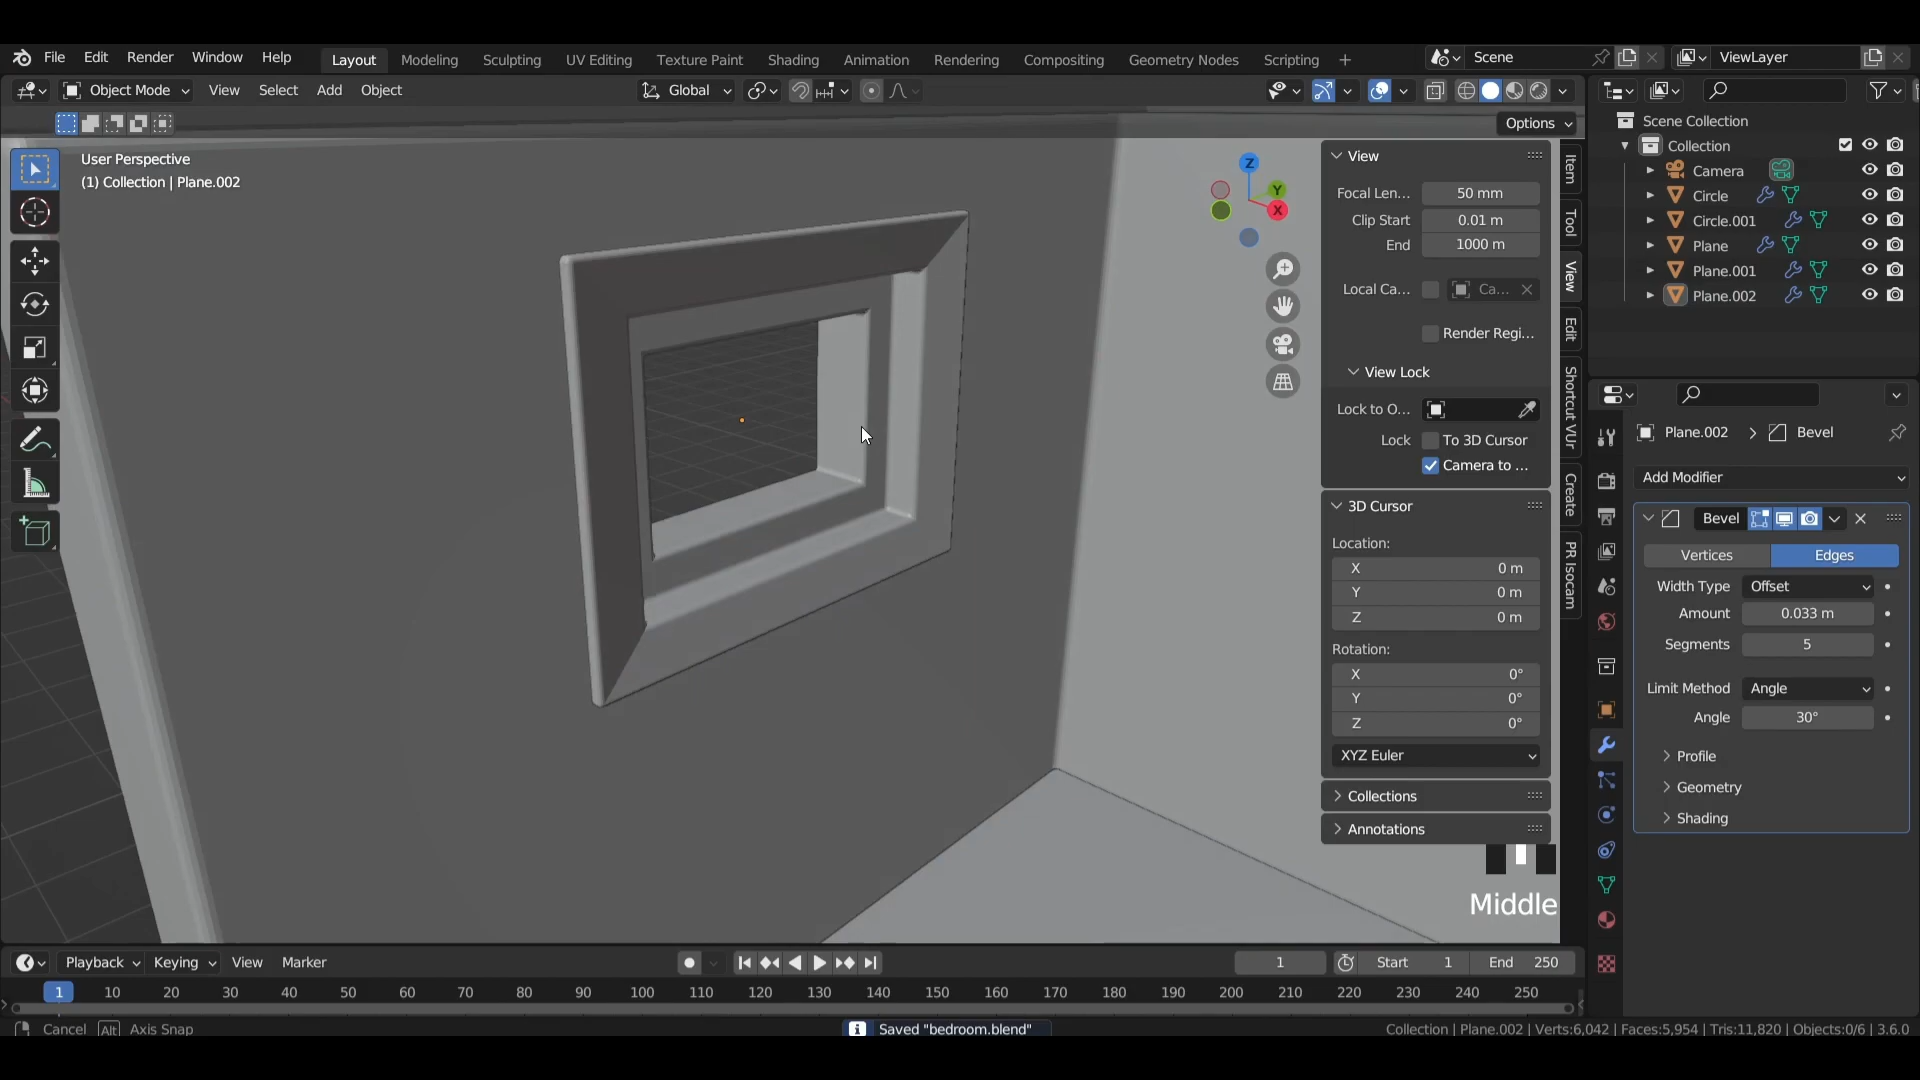 File Edit Render Window Help Layout Modeling Sculpting UV Editing Texture Paint Shading Animation Rendering Compositing Geometry Nodes Scripting + Scene ViewLayer
Object Mode View Select Add Object Global
Options
User Perspective
(1) Collection | Plane.002
Z
Y
X
View
Focal Len... 50 mm
Clip Start 0.01 m
End 1000 m
Local Ca... Ca...
Render Regi...
View Lock
Lock to O...
Lock To 3D Cursor
Camera to ...
3D Cursor
Location:
X 0 m
Y 0 m
Z 0 m
Rotation:
X 0°
Y 0°
Z 0°
XYZ Euler
Collections
Annotations
Item
Tool
View
Edit
Shortcut VUr
Create
PR Isocam
Middle
Scene Collection
Collection
Camera
Circle
Circle.001
Plane
Plane.001
Plane.002
Plane.002 > Bevel
Add Modifier
Bevel
Vertices Edges
Width Type Offset
Amount 0.033 m
Segments 5
Limit Method Angle
Angle 30°
Profile
Geometry
Shading
Playback Keying View Marker 1 Start 1 End 250
1 10 20 30 40 50 60 70 80 90 100 110 120 130 140 150 160 170 180 190 200 210 220 230 240 250
Cancel Alt Axis Snap Saved "bedroom.blend" Collection | Plane.002 | Verts:6,042 | Faces:5,954 | Tris:11,820 | Objects:0/6 | 3.6.0